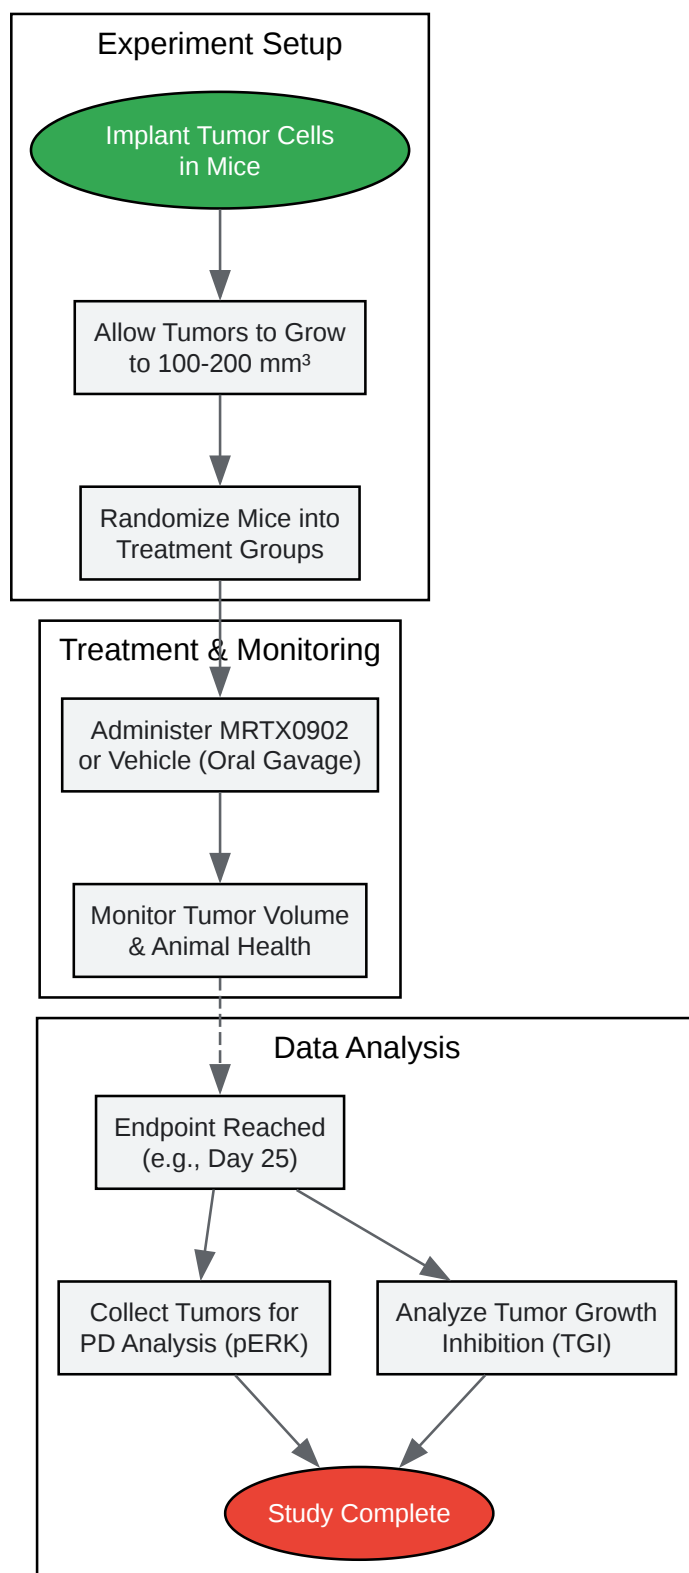 Experiment Setup
Implant Tumor Cells
in Mice
Allow Tumors to Grow
to 100-200 mm³
Randomize Mice into
Treatment Groups
Treatment & Monitoring
Administer MRTX0902
or Vehicle (Oral Gavage)
Monitor Tumor Volume
& Animal Health
Data Analysis
Endpoint Reached
(e.g., Day 25)
Collect Tumors for
PD Analysis (pERK)
Analyze Tumor Growth
Inhibition (TGI)
Study Complete